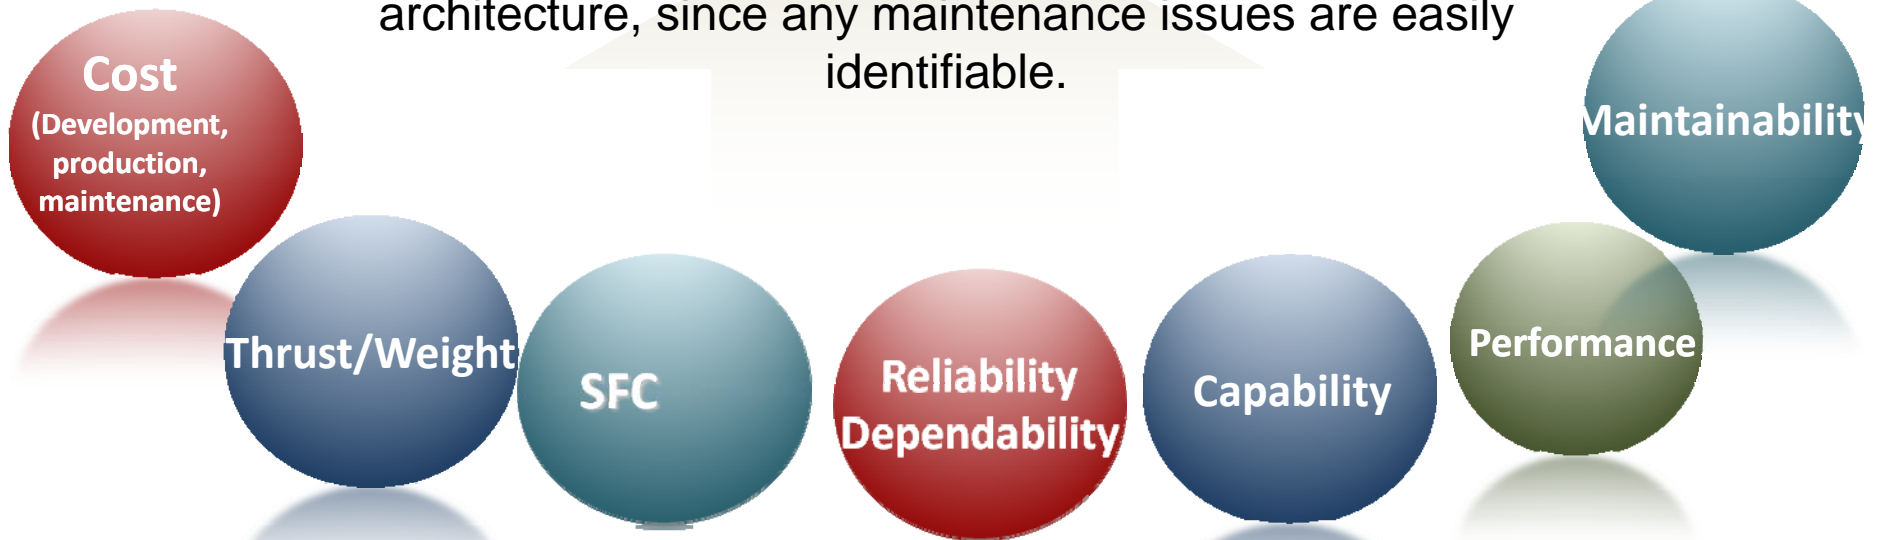 architecture, since any maintenance issues are easily
identifiable.
Cost
(Development,
production,
maintenance)
Thrust/Weight
SFC
Reliability
Dependability
Capability
Performance
Maintainability